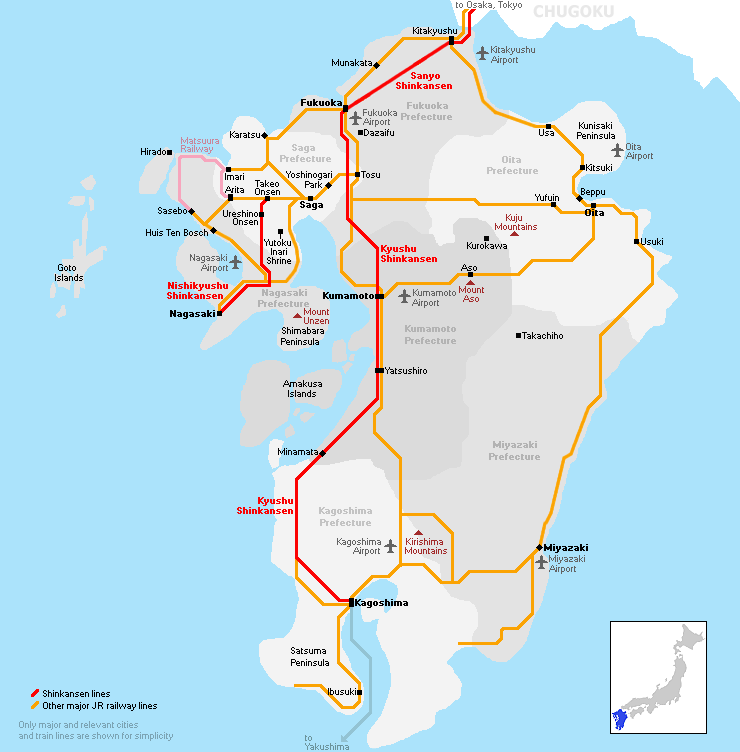 to Osaka, Tokyo
CHUGOKU
Kitakyushu
Kitakyushu
Airport
Munakata
Sanyo
Shinkansen
Fukuoka
Fukuoka
Prefecture
Fukuoka
Airport
Dazaifu
Karatsu
Usa
Kunisaki
Peninsula
Matsuura
Railway
Hirado
Saga
Prefecture
Oita
Airport
Oita
Prefecture
Kitsuki
Imari
Yoshinogari
Park
Tosu
Arita
Takeo
Onsen
Saga
Beppu
Yufuin
Oita
Sasebo
Ureshino
Onsen
Huis Ten Bosch
Yutoku
Inari
Shrine
Kuju
Mountains
Kurokawa
Usuki
Kyushu
Shinkansen
Nagasaki
Airport
Goto
Islands
Aso
Nishikyushu
Shinkansen
Nagasaki
Prefecture
Kumamoto
Kumamoto
Airport
Mount
Aso
Nagasaki
Mount
Unzen
Shimabara
Peninsula
Kumamoto
Prefecture
Takachiho
Yatsushiro
Amakusa
Islands
Minamata
Miyazaki
Prefecture
Kyushu
Shinkansen
Kagoshima
Prefecture
Kagoshima
Airport
Kirishima
Mountains
Miyazaki
Miyazaki
Airport
Kagoshima
Satsuma
Peninsula
Ibusuki
Shinkansen lines
Other major JR railway lines
Only major and relevant cities
and train lines are shown for simplicity
to
Yakushima